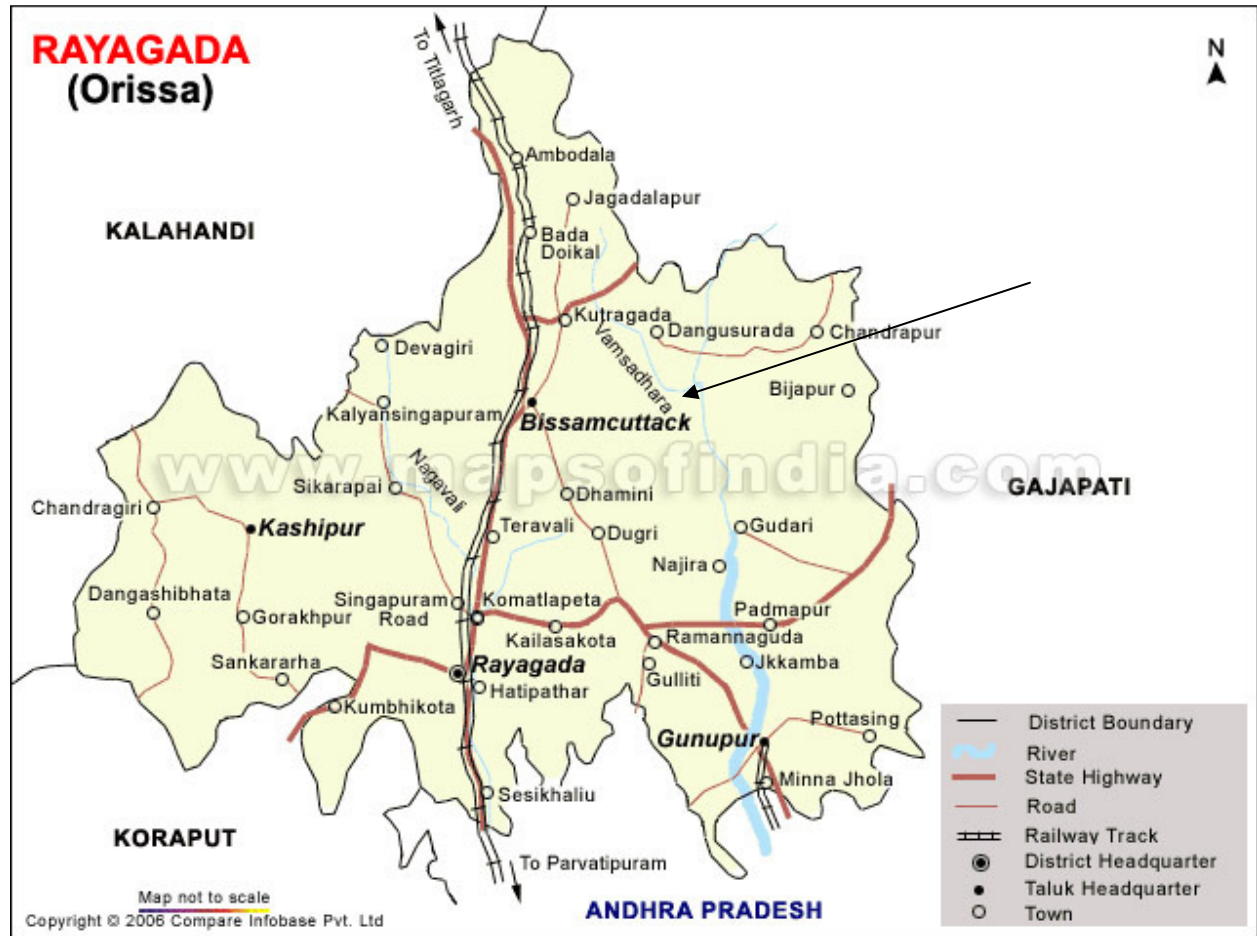 RAYAGADA
(Orissa)
N
To Titlagarh
Ambodala
Jagadalapur
KALAHANDI
Bada
Doikal
Kutragada
Dangusurada
Chandrapur
Devagiri
Vamsadhara
Bijapur
Kalyansingapuram
Bissamcuttack
www.mapsofindia.com
Nagavali
Sikarapai
Dhamini
GAJAPATI
Chandragiri
Kashipur
Teravali
Dugri
Gudari
Najira
Dangashibhata
Gorakhpur
Singapuram
Road
Komatlapeta
Padmapur
Kailasakota
Ramannaguda
Sankararha
Rayagada
Jkkamba
Gulliti
Hatipathar
Kumbhikota
Pottasing
Gunupur
Minna Jhola
Sesikhaliu
KORAPUT
To Parvatipuram
ANDHRA PRADESH
District Boundary
River
State Highway
Road
Railway Track
District Headquarter
Taluk Headquarter
Town
Map not to scale
Copyright © 2006 Compare Infobase Pvt. Ltd